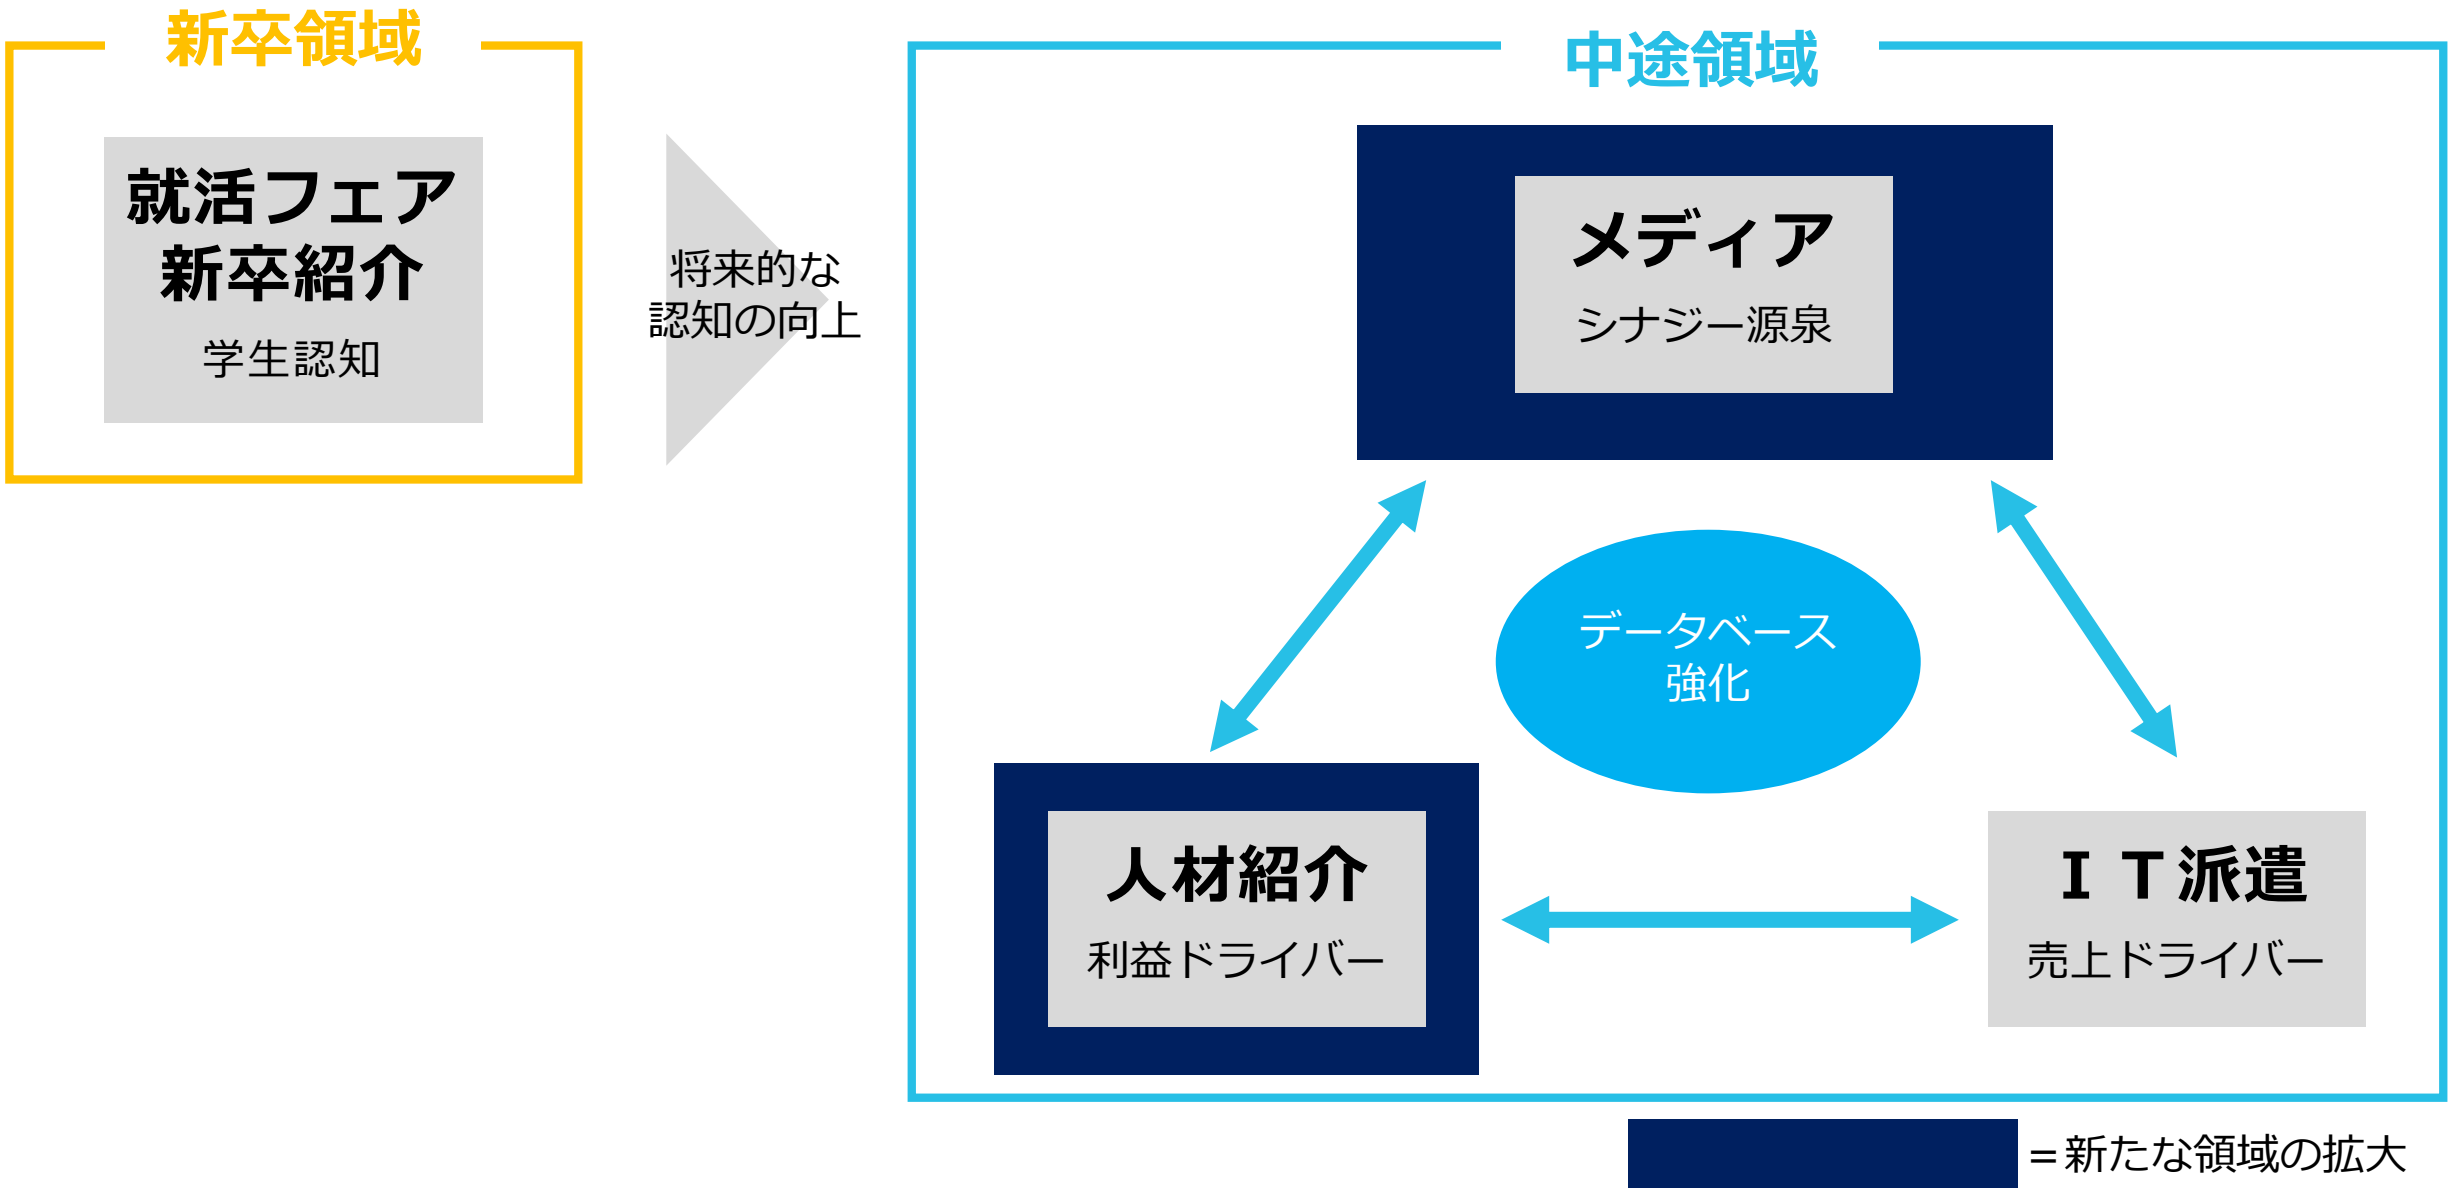 新卒領域
就活フェア
新卒紹介
学生認知
将来的な
認知の向上
中途領域
メディア
シナジー源泉
データベース
強化
人材紹介
利益ドライバー
ＩＴ派遣
売上ドライバー
＝新たな領域の拡大